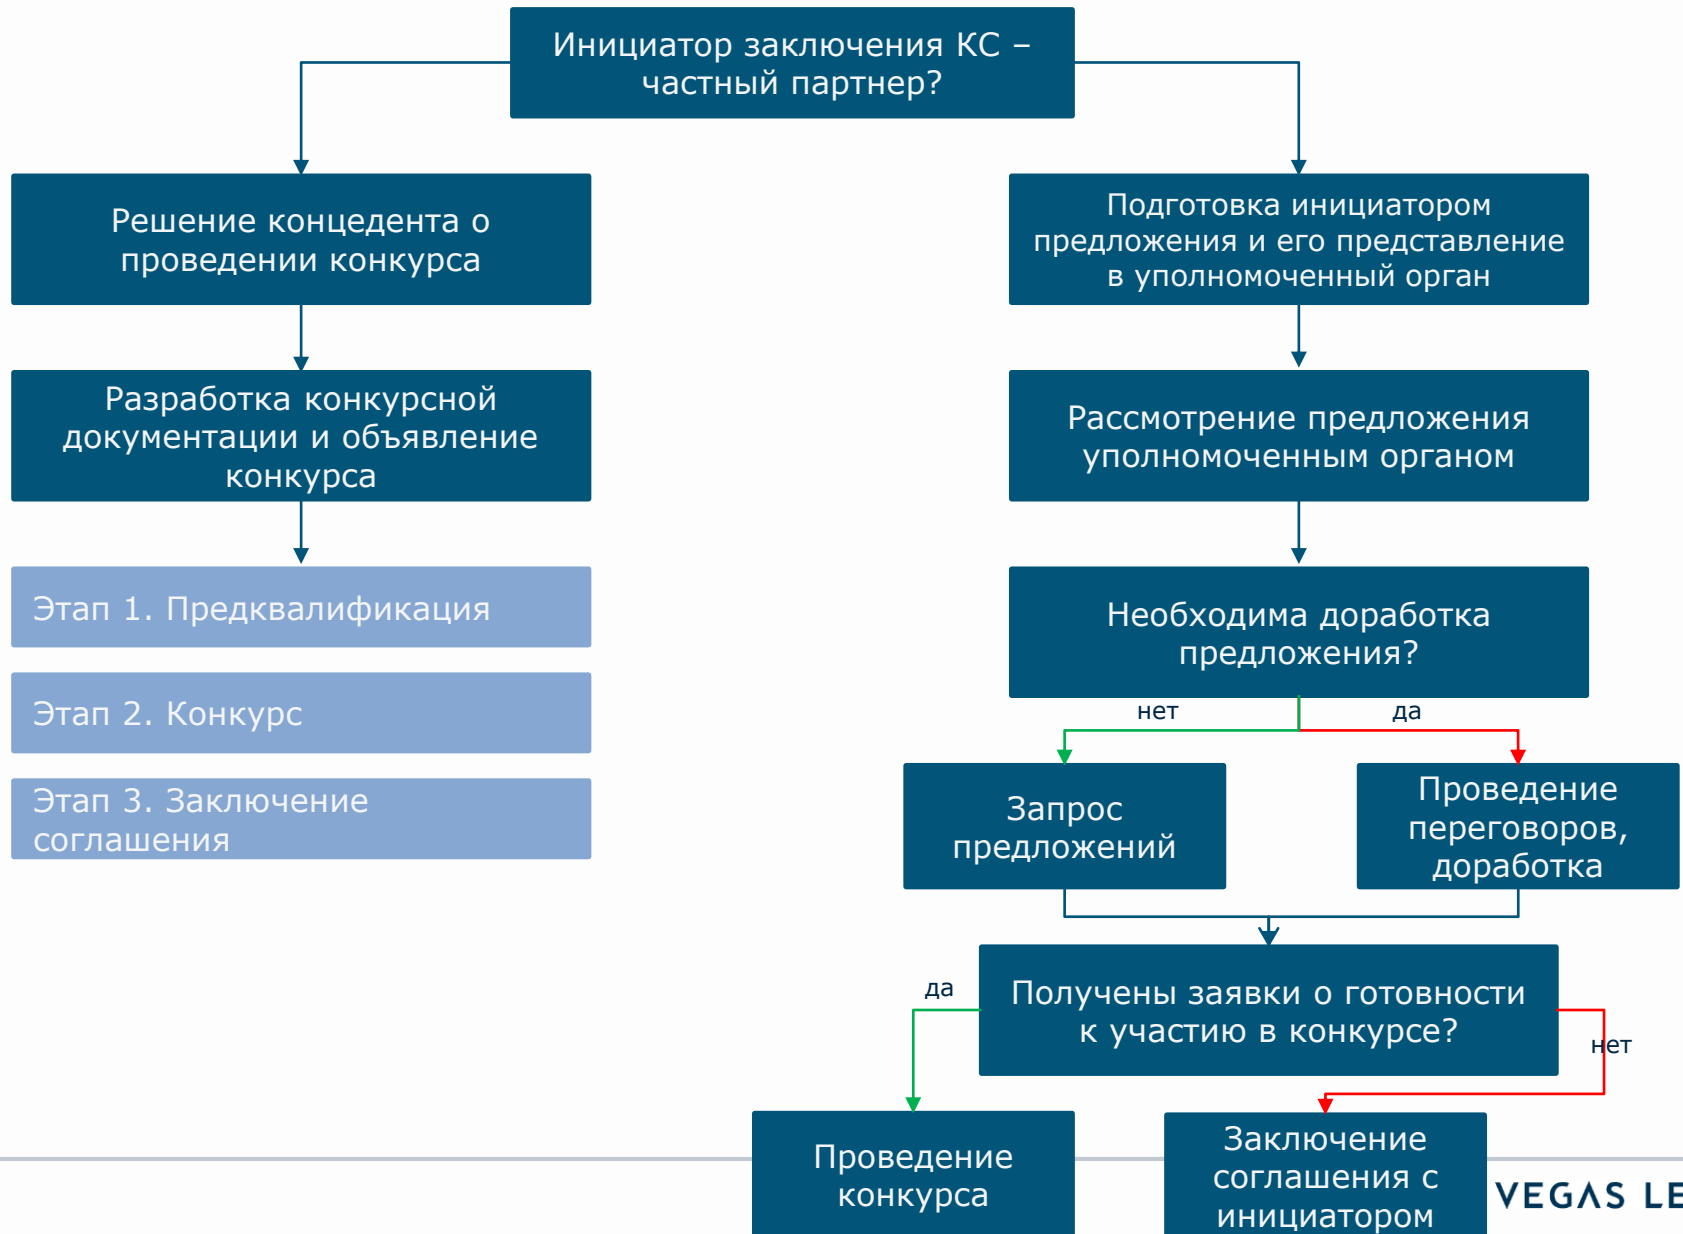 Инициатор заключения КС –
частный партнер?
Решение концедента о
проведении конкурса
Разработка конкурсной
документации и объявление
конкурса
Этап 1. Предквалификация
Этап 2. Конкурс
Этап 3. Заключение
соглашения
Подготовка инициатором
предложения и его представление
в уполномоченный орган
Рассмотрение предложения
уполномоченным органом
Необходима доработка
предложения?
нет
да
Запрос
предложений
Проведение
переговоров,
доработка
да
Получены заявки о готовности
к участию в конкурсе?
нет
Проведение
конкурса
Заключение
соглашения с
инициатором
VEGAS LE